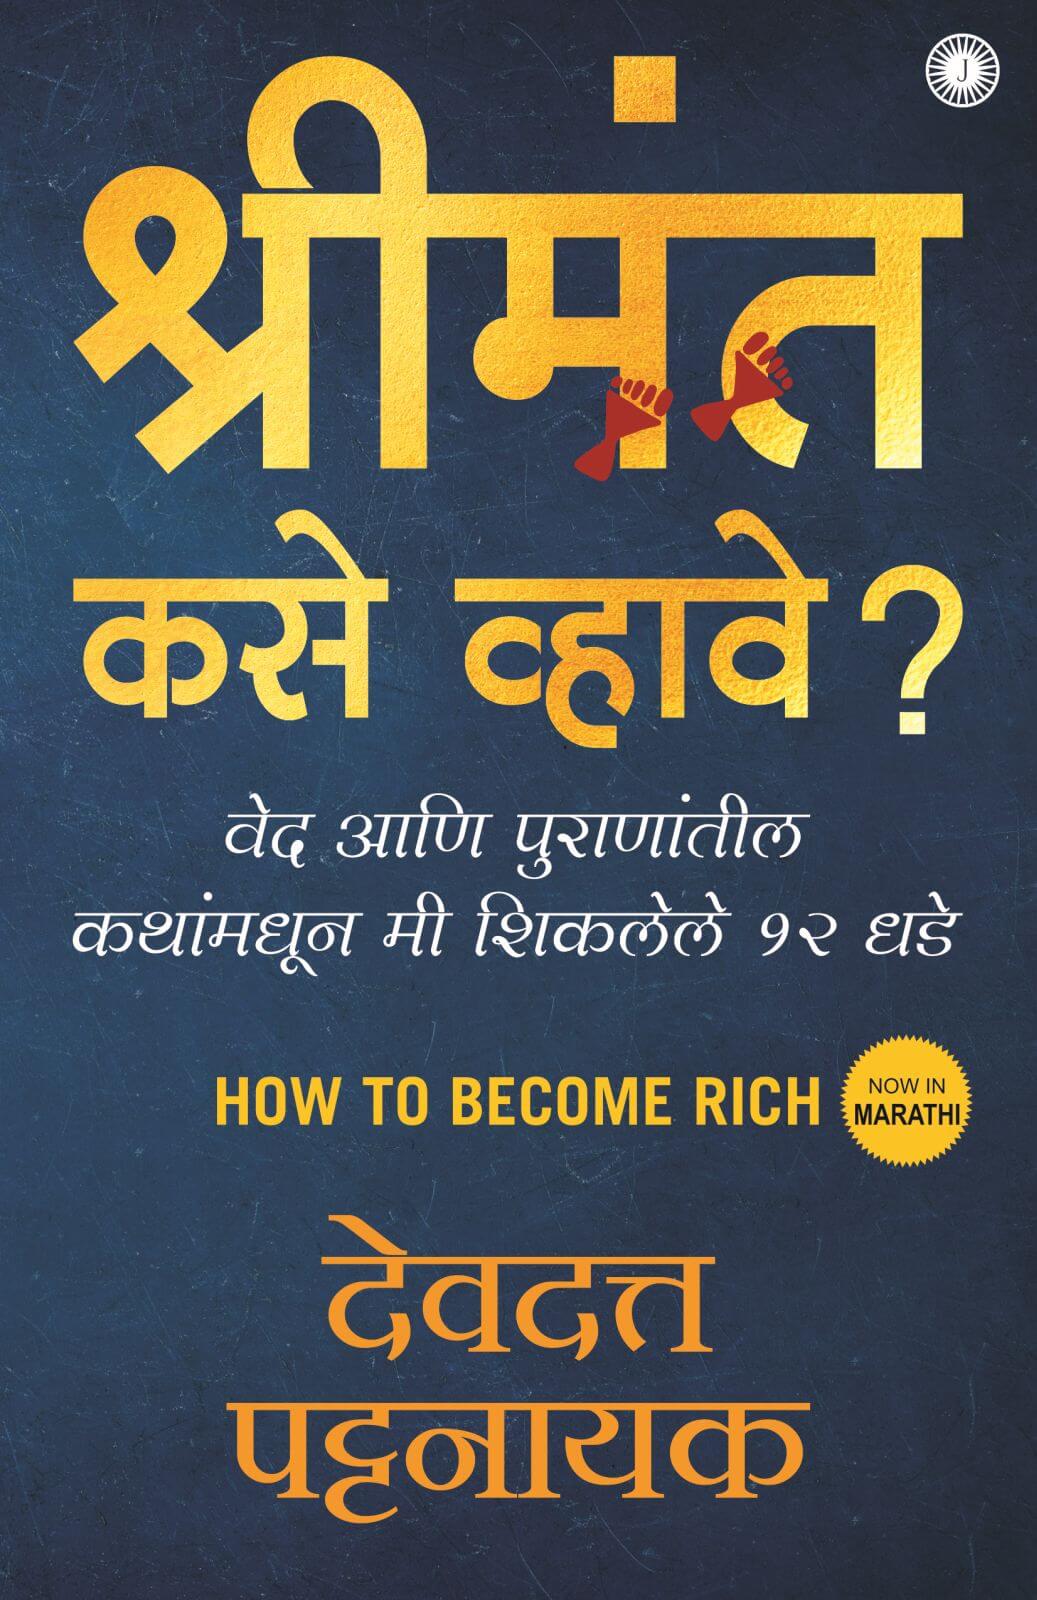 J
श्रीमंत
कसे व्हावे ?
वेद आणि पुराणांतील
कथांमधून मी शिकलेले १२ धडे
HOW TO BECOME RICH
NOW IN
MARATHI
देवदत्त
पट्टनायक